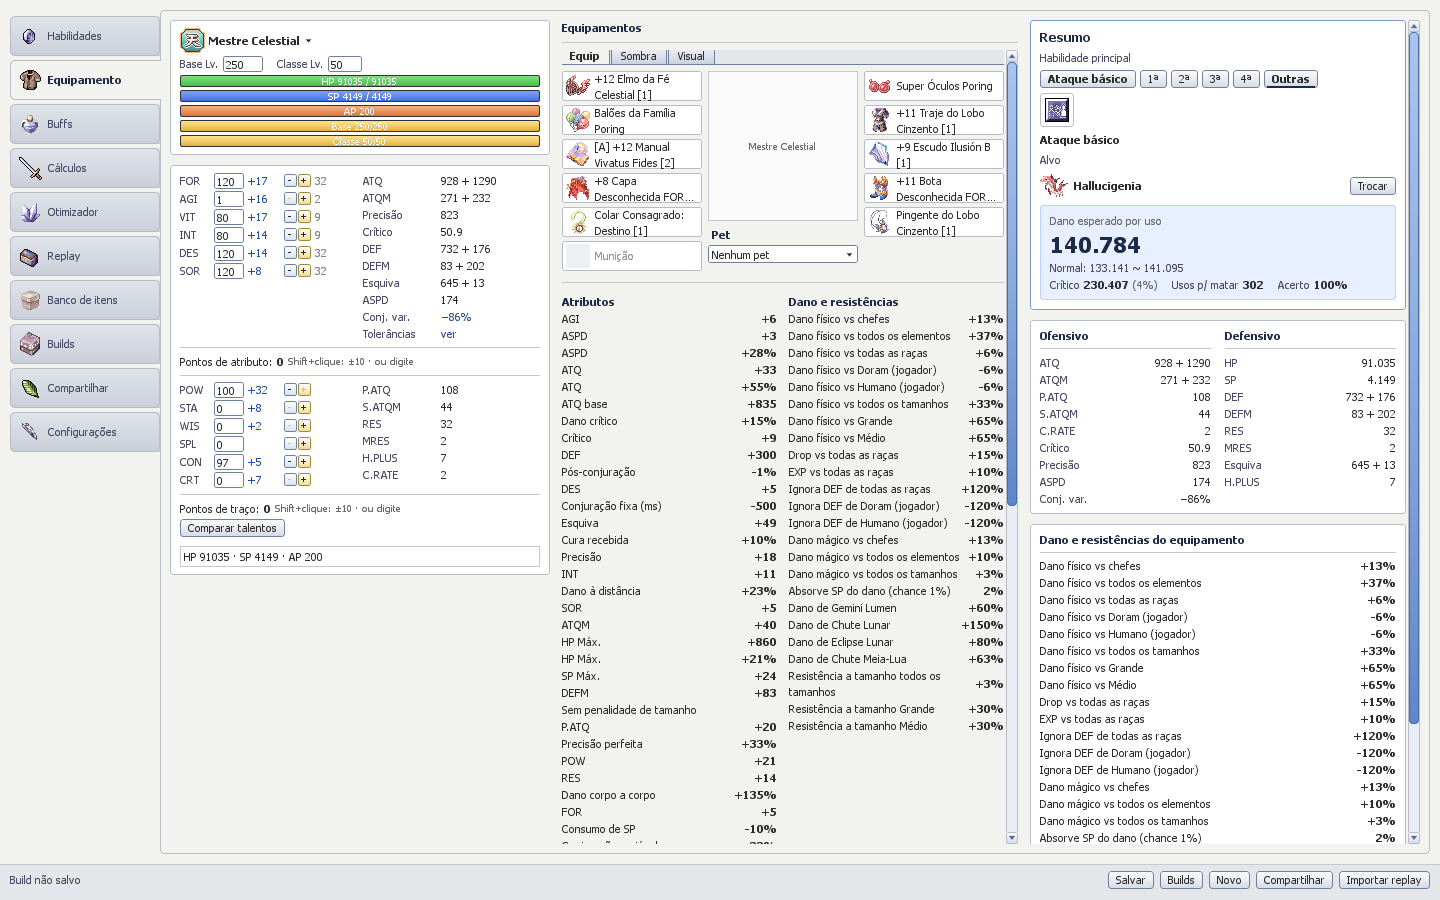 Habilidades
Equipamento
Buffs
Cálculos
Otimizador
Replay
Banco de itens
Builds
Compartilhar
Configurações
Mestre Celestial
Base Lv. 250 Classe Lv. 50
HP 91035 / 91035
SP 4149 / 4149
AP 200
Base 250/250
Classe 50/50
FOR 120 +17 - + 32
AGI 1 +16 - + 2
VIT 80 +17 - + 9
INT 80 +14 - + 9
DES 120 +14 - + 32
SOR 120 +8 - + 32
ATQ 928 + 1290
ATQM 271 + 232
Precisão 823
Crítico 50.9
DEF 732 + 176
DEFM 83 + 202
Esquiva 645 + 13
ASPD 174
Conj. var. −86%
Tolerâncias ver
Pontos de atributo: 0 Shift+clique: ±10 · ou digite
POW 100 +32 - +
STA 0 +8 - +
WIS 0 +2 - +
SPL 0 - +
CON 97 +5 - +
CRT 0 +7 - +
P.ATQ 108
S.ATQM 44
RES 32
MRES 2
H.PLUS 7
C.RATE 2
Pontos de traço: 0 Shift+clique: ±10 · ou digite
Comparar talentos
HP 91035 · SP 4149 · AP 200
Equipamentos
Equip Sombra Visual
+12 Elmo da Fé
Celestial [1]
Balões da Família
Poring
[A] +12 Manual
Vivatus Fides [2]
+8 Capa
Desconhecida FOR...
Colar Consagrado:
Destino [1]
Munição
Mestre Celestial
Pet
Nenhum pet
Super Óculos Poring
+11 Traje do Lobo
Cinzento [1]
+9 Escudo Ilusión B
[1]
+11 Bota
Desconhecida FOR...
Pingente do Lobo
Cinzento [1]
Atributos
AGI +6
ASPD +3
ASPD +28%
ATQ +33
ATQ +55%
ATQ base +835
Dano crítico +15%
Crítico +9
DEF +300
Pós-conjuração -1%
DES +5
Conjuração fixa (ms) -500
Esquiva +49
Cura recebida +10%
Precisão +18
INT +11
Dano à distância +23%
SOR +5
ATQM +40
HP Máx. +860
HP Máx. +21%
SP Máx. +24
DEFM +83
Sem penalidade de tamanho
P.ATQ +20
Precisão perfeita +33%
POW +21
RES +14
Dano corpo a corpo +135%
FOR +5
Consumo de SP -10%
Dano e resistências
Dano físico vs chefes +13%
Dano físico vs todos os elementos +37%
Dano físico vs todas as raças +6%
Dano físico vs Doram (jogador) -6%
Dano físico vs Humano (jogador) -6%
Dano físico vs todos os tamanhos +33%
Dano físico vs Grande +65%
Dano físico vs Médio +65%
Drop vs todas as raças +15%
EXP vs todas as raças +10%
Ignora DEF de todas as raças +120%
Ignora DEF de Doram (jogador) -120%
Ignora DEF de Humano (jogador) -120%
Dano mágico vs chefes +13%
Dano mágico vs todos os elementos +10%
Dano mágico vs todos os tamanhos +3%
Absorve SP do dano (chance 1%) 2%
Dano de Gemini Lumen +60%
Dano de Chute Lunar +150%
Dano de Eclipse Lunar +80%
Dano de Chute Meia-Lua +63%
Resistência a tamanho todos os
tamanhos +3%
Resistência a tamanho Grande +30%
Resistência a tamanho Médio +30%
Resumo
Habilidade principal
Ataque básico 1ª 2ª 3ª 4ª Outras
Ataque básico
Alvo
Hallucigenia Trocar
Dano esperado por uso
140.784
Normal: 133.141 ~ 141.095
Crítico 230.407 (4%) Usos p/ matar 302 Acerto 100%
Ofensivo
ATQ 928 + 1290
ATQM 271 + 232
P.ATQ 108
S.ATQM 44
C.RATE 2
Crítico 50.9
Precisão 823
ASPD 174
Conj. var. −86%
Defensivo
HP 91.035
SP 4.149
DEF 732 + 176
DEFM 83 + 202
RES 32
MRES 2
Esquiva 645 + 13
H.PLUS 7
Dano e resistências do equipamento
Dano físico vs chefes +13%
Dano físico vs todos os elementos +37%
Dano físico vs todas as raças +6%
Dano físico vs Doram (jogador) -6%
Dano físico vs Humano (jogador) -6%
Dano físico vs todos os tamanhos +33%
Dano físico vs Grande +65%
Dano físico vs Médio +65%
Drop vs todas as raças +15%
EXP vs todas as raças +10%
Ignora DEF de todas as raças +120%
Ignora DEF de Doram (jogador) -120%
Ignora DEF de Humano (jogador) -120%
Dano mágico vs chefes +13%
Dano mágico vs todos os elementos +10%
Dano mágico vs todos os tamanhos +3%
Absorve SP do dano (chance 1%) 2%
Build não salvo
Salvar Builds Novo Compartilhar Importar replay